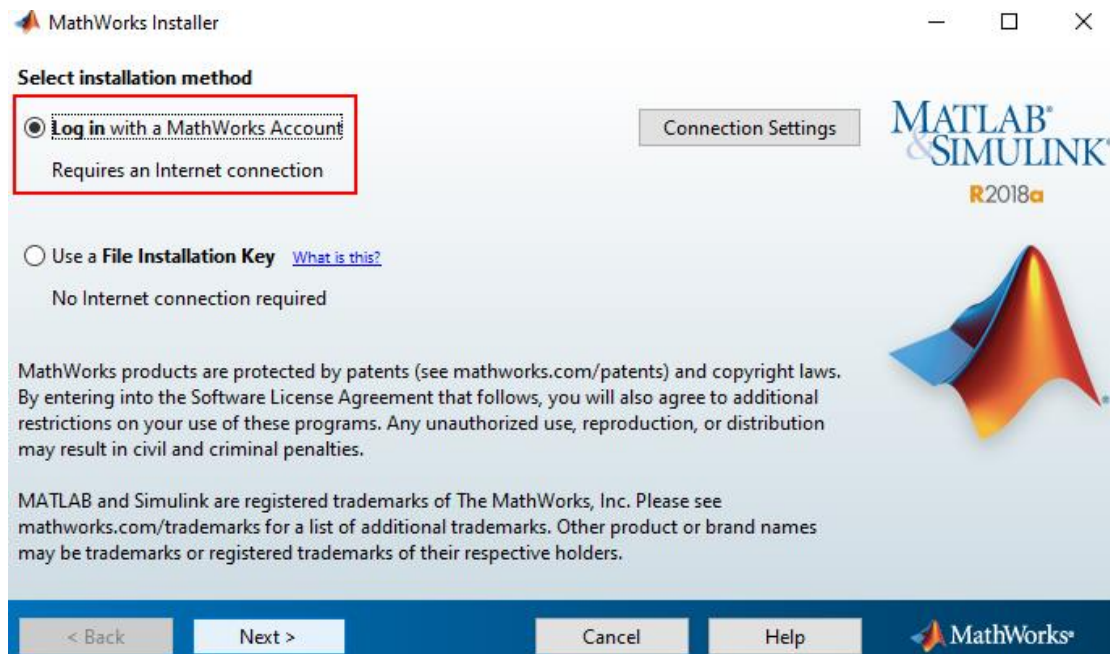 MathWorks Installer
Select installation method
Log in with a MathWorks Account
Requires an Internet connection
Connection Settings
MATLAB®
&SIMULINK®
R2018a
Use a File Installation Key What is this?
No Internet connection required
MathWorks products are protected by patents (see mathworks.com/patents) and copyright laws.
By entering into the Software License Agreement that follows, you will also agree to additional
restrictions on your use of these programs. Any unauthorized use, reproduction, or distribution
may result in civil and criminal penalties.
MATLAB and Simulink are registered trademarks of The MathWorks, Inc. Please see
mathworks.com/trademarks for a list of additional trademarks. Other product or brand names
may be trademarks or registered trademarks of their respective holders.
< Back
Next >
Cancel
Help
MathWorks®